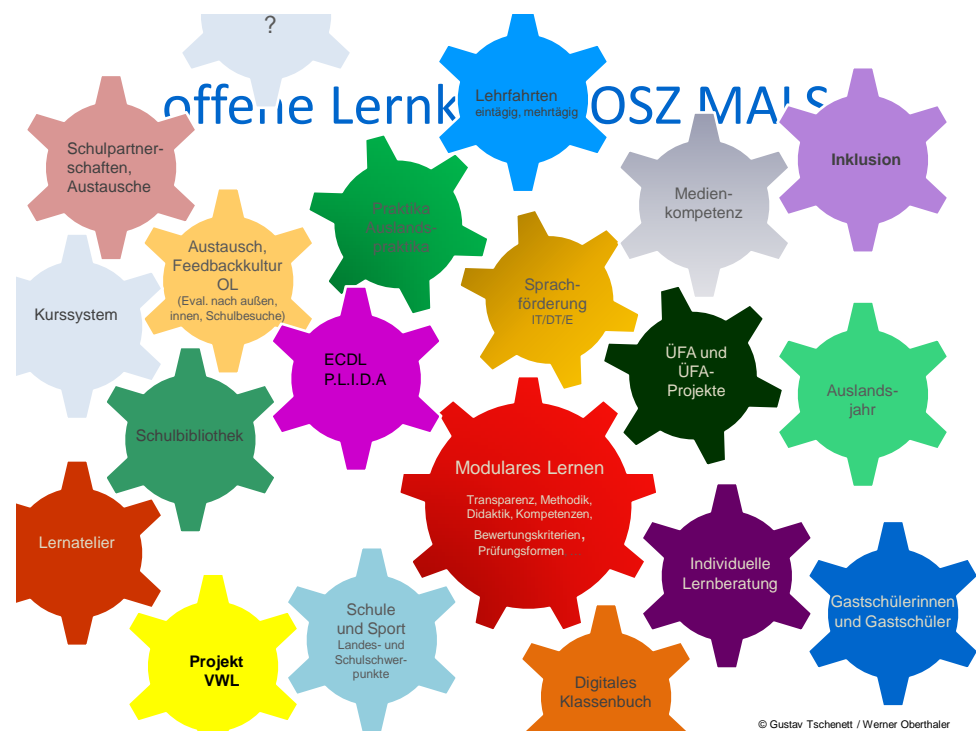 ?
offene Lernk OSZ MALS
Lehrfahrten
eintägig, mehrtägig
Schulpartner-
schaften,
Austausche
Inklusion
Medien-
kompetenz
Praktika
Auslands-
praktika
Austausch,
Feedbackkultur
OL
(Eval. nach außen,
innen, Schulbesuche)
Sprach-
förderung
IT/DT/E
Kurssystem
ECDL
P.L.I.D.A
ÜFA und
ÜFA-
Projekte
Auslands-
jahr
Schulbibliothek
Modulares Lernen
Transparenz, Methodik,
Didaktik, Kompetenzen,
Bewertungskriterien,
Prüfungsformen…..
Lernatelier
Individuelle
Lernberatung
Gastschülerinnen
und Gastschüler
Schule
und Sport
Landes- und
Schulschwer-
punkte
Projekt
VWL
Digitales
Klassenbuch
© Gustav Tschenett / Werner Oberthaler